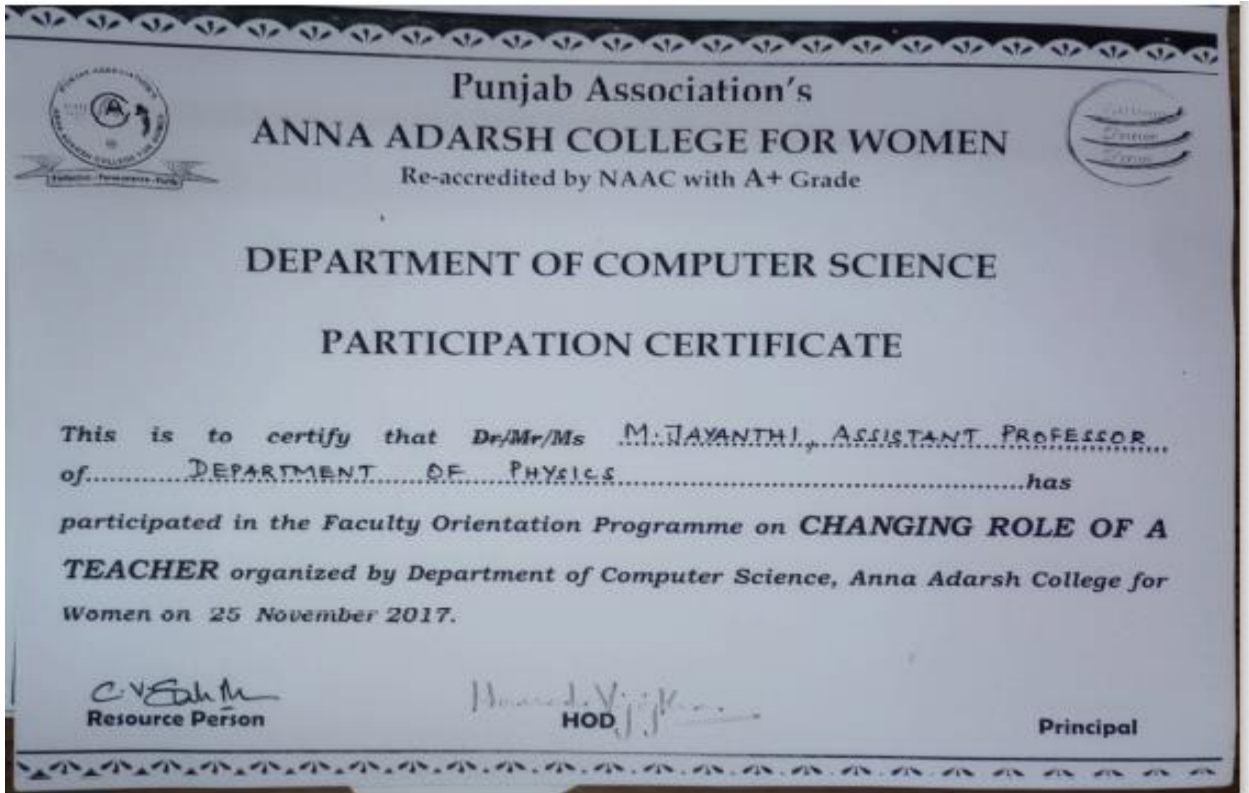 Punjab Association's
ANNA ADARSH COLLEGE FOR WOMEN
Re-accredited by NAAC with A+ Grade
DEPARTMENT OF COMPUTER SCIENCE
PARTICIPATION CERTIFICATE
This is to certify that Dr/Mr/Ms M. JAYANTHI, ASSISTANT PROFESSOR
of DEPARTMENT OF PHYSICS has
participated in the Faculty Orientation Programme on CHANGING ROLE OF A
TEACHER organized by Department of Computer Science, Anna Adarsh College for
Women on 25 November 2017.
Resource Person
HOD
Principal